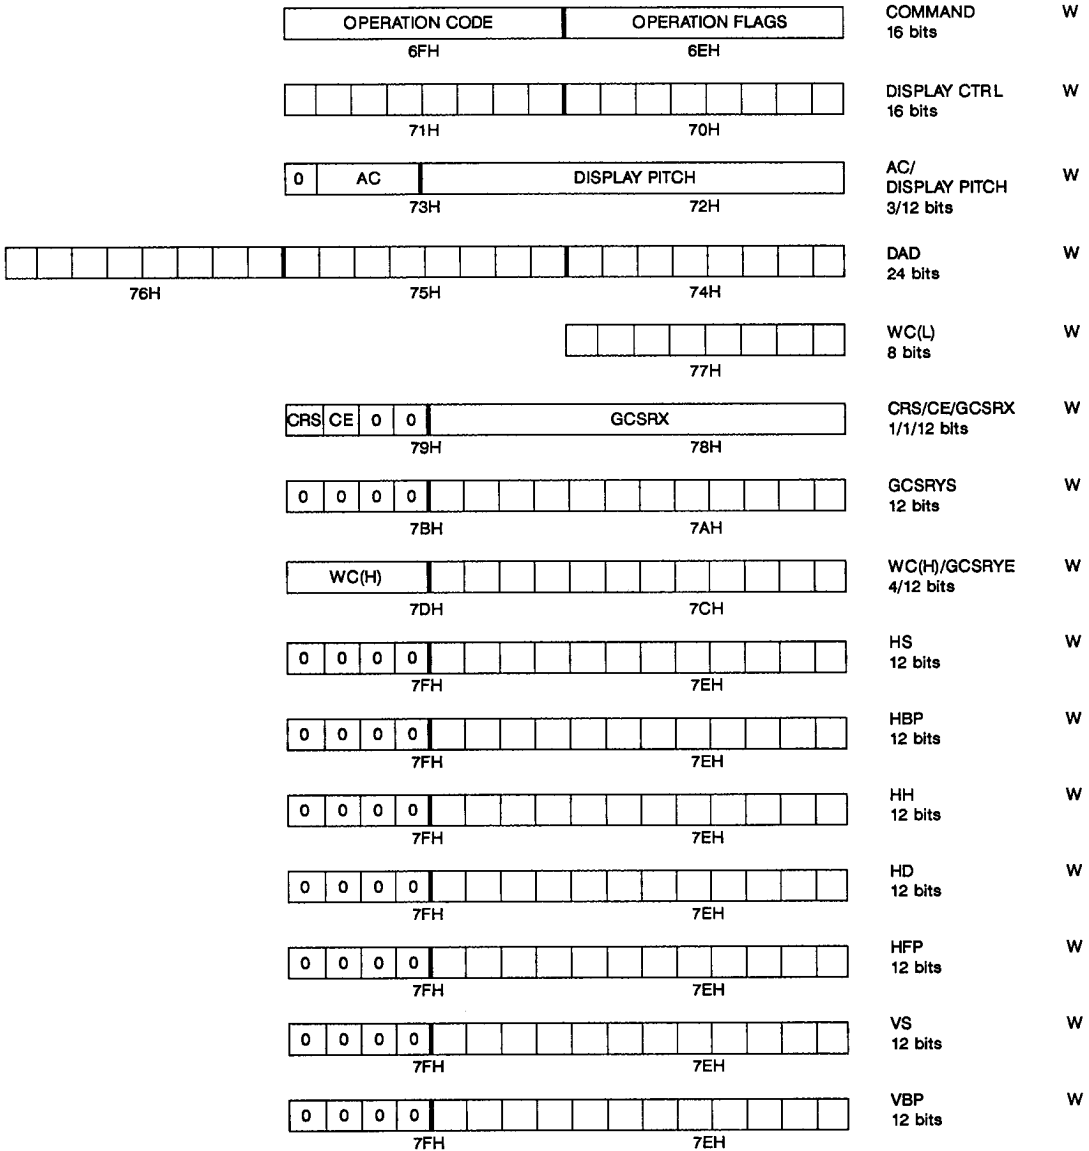 OPERATION CODE OPERATION FLAGS COMMAND W
16 bits
6FH 6EH
DISPLAY CTRL W
16 bits
71H 70H
0 AC DISPLAY PITCH AC/ W
DISPLAY PITCH
3/12 bits
73H 72H
DAD W
24 bits
76H 75H 74H
WC(L) W
8 bits
77H
CRS CE 0 0 GCSRX CRS/CE/GCSRX W
1/1/12 bits
79H 78H
0 0 0 0 GCSRYS W
12 bits
7BH 7AH
WC(H) WC(H)/GCSRYE W
4/12 bits
7DH 7CH
0 0 0 0 HS W
12 bits
7FH 7EH
0 0 0 0 HBP W
12 bits
7FH 7EH
0 0 0 0 HH W
12 bits
7FH 7EH
0 0 0 0 HD W
12 bits
7FH 7EH
0 0 0 0 HFP W
12 bits
7FH 7EH
0 0 0 0 VS W
12 bits
7FH 7EH
0 0 0 0 VBP W
12 bits
7FH 7EH